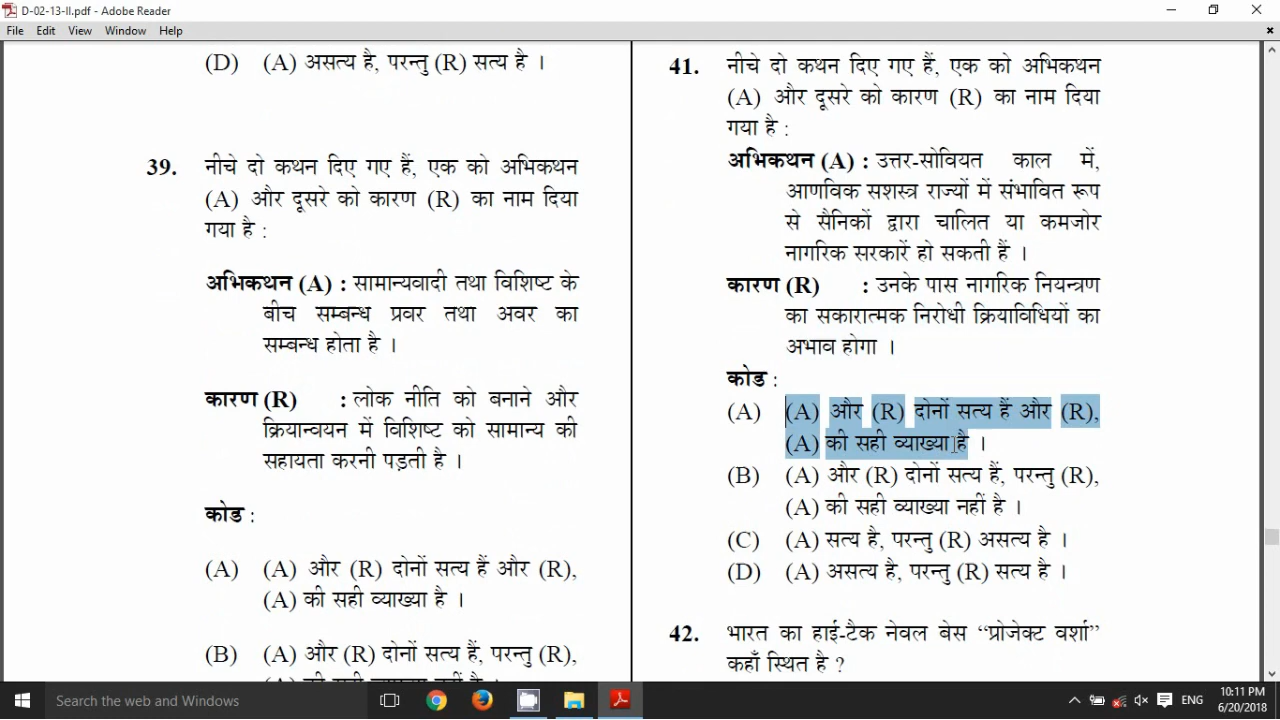 D-02-13-II.pdf - Adobe Reader
File Edit View Window Help
(D) (A) असत्य है, परन्तु (R) सत्य है ।
39. नीचे दो कथन दिए गए हैं, एक को अभिकथन
(A) और दूसरे को कारण (R) का नाम दिया
गया है :
अभिकथन (A) : सामान्यवादी तथा विशिष्ट के
बीच सम्बन्ध प्रवर तथा अवर का
सम्बन्ध होता है ।
कारण (R) : लोक नीति को बनाने और
क्रियान्वयन में विशिष्ट को सामान्य की
सहायता करनी पड़ती है ।
कोड :
(A) (A) और (R) दोनों सत्य हैं और (R),
(A) की सही व्याख्या है ।
(B) (A) और (R) दोनों सत्य हैं, परन्तु (R),
41. नीचे दो कथन दिए गए हैं, एक को अभिकथन
(A) और दूसरे को कारण (R) का नाम दिया
गया है :
अभिकथन (A) : उत्तर-सोवियत काल में,
आणविक सशस्त्र राज्यों में संभावित रूप
से सैनिकों द्वारा चालित या कमजोर
नागरिक सरकारें हो सकती हैं ।
कारण (R) : उनके पास नागरिक नियन्त्रण
का सकारात्मक निरोधी क्रियाविधियों का
अभाव होगा ।
कोड :
(A) (A) और (R) दोनों सत्य हैं और (R),
(A) की सही व्याख्या है ।
(B) (A) और (R) दोनों सत्य हैं, परन्तु (R),
(A) की सही व्याख्या नहीं है ।
(C) (A) सत्य है, परन्तु (R) असत्य है ।
(D) (A) असत्य है, परन्तु (R) सत्य है ।
42. भारत का हाई-टैक नेवल बेस “प्रोजेक्ट वर्शा”
कहाँ स्थित है ?
Search the web and Windows
ENG
10:11 PM
6/20/2018